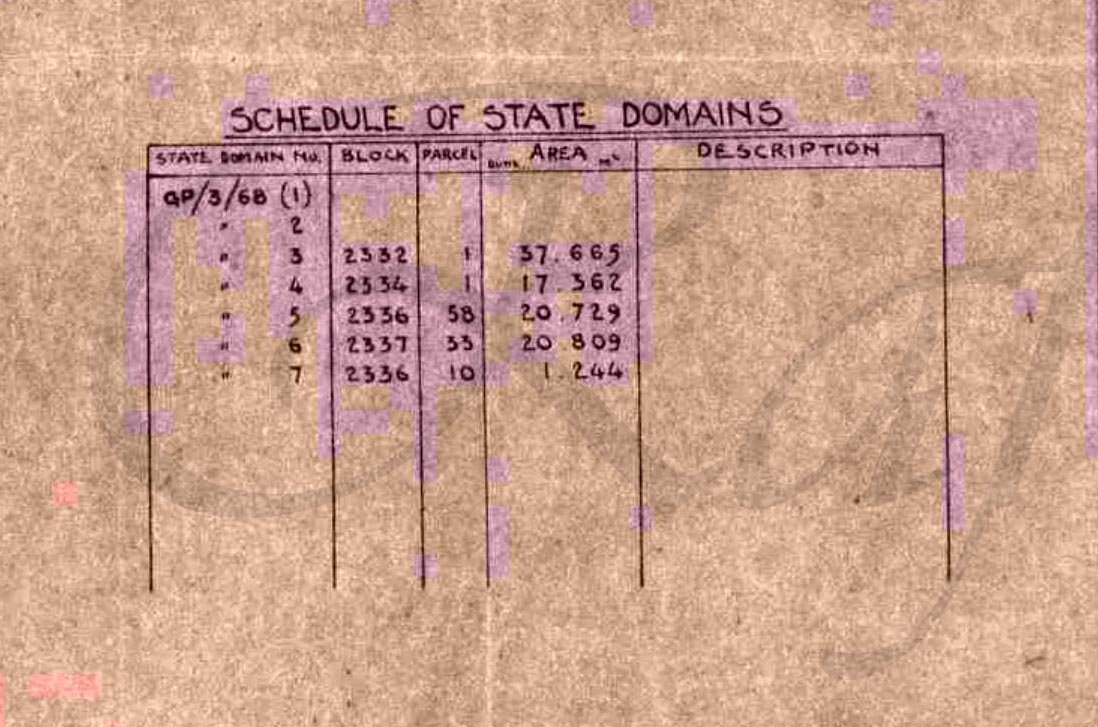 SCHEDULE OF STATE DOMAINS
STATE DOMAIN No. BLOCK PARCEL DUNS. AREA M² DESCRIPTION
GP/3/68 (1)
" 2
" 3 2332 1 37.665
" 4 2334 1 17.362
" 5 2336 58 20.729
" 6 2337 33 20 809
" 7 2336 10 1.244